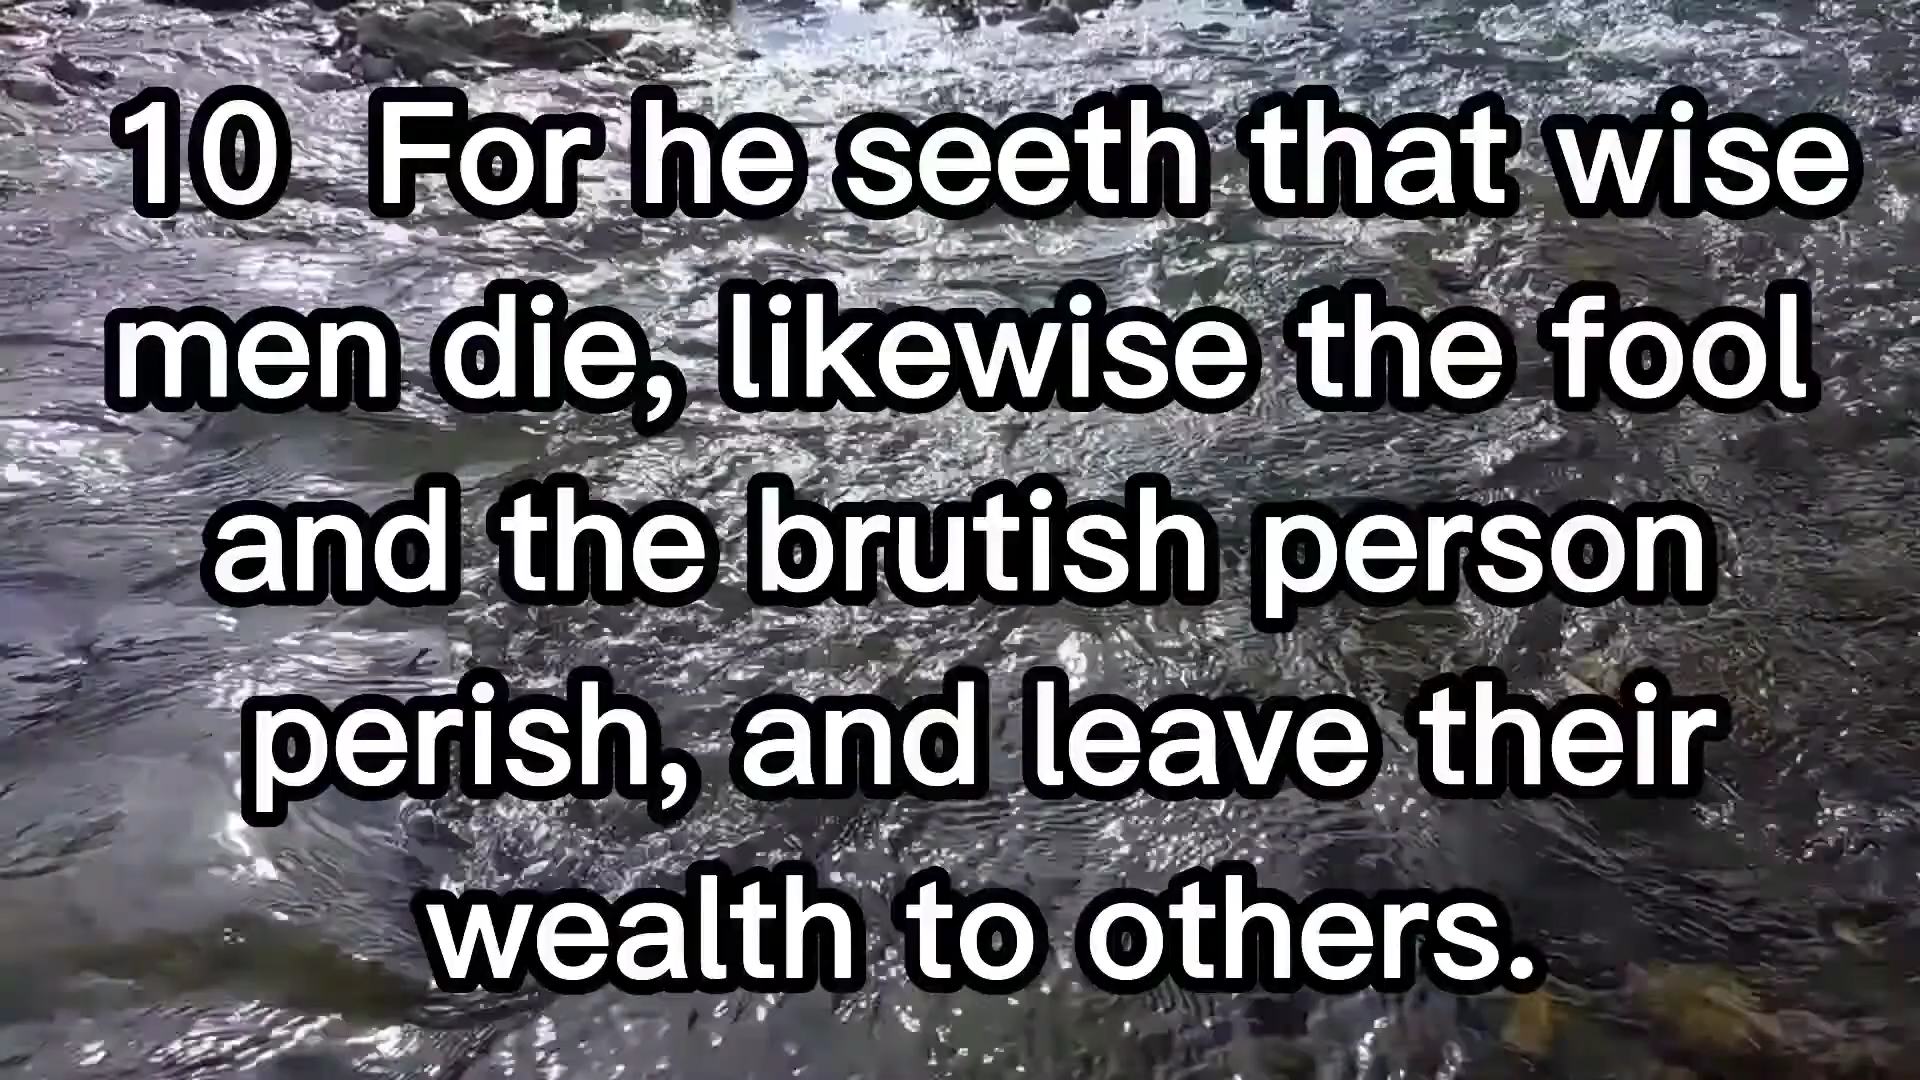 10 For he seeth that wise
men die, likewise the fool
and the brutish person
perish, and leave their
wealth to others.